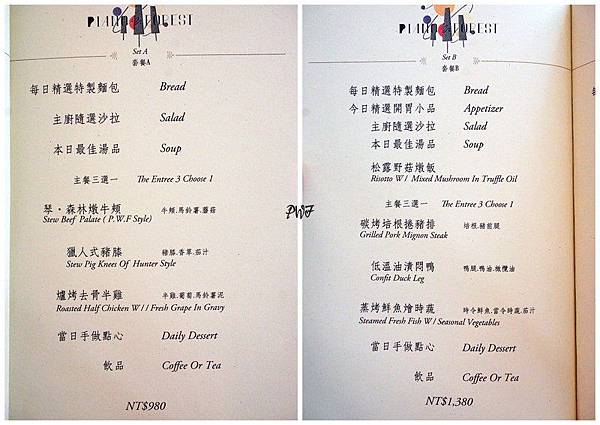 PIANO & FOREST
Set A
套餐A
每日精選特製麵包 Bread
主廚隨選沙拉 Salad
本日最佳湯品 Soup
主餐三選一 The Entree 3 Choose 1
琴‧森林燉牛頰 牛頰.馬鈴薯.蘑菇
Stew Beef Palate ( P.W.F Style)
獵人式豬膝 豬膝.香草.茄汁
Stew Pig Knees Of Hunter Style
爐烤去骨半雞 半雞.葡萄.馬鈴薯泥
Roasted Half Chicken W / / Fresh Grape In Gravy
當日手做點心 Daily Dessert
飲品 Coffee Or Tea
NT$980
PWF
Set B
套餐B
每日精選特製麵包 Bread
今日精選開胃小品 Appetizer
主廚隨選沙拉 Salad
本日最佳湯品 Soup
松露野菇燉飯
Risotto W / Mixed Mushroom In Truffle Oil
主餐三選一 The Entree 3 Choose 1
碳烤培根捲豬排 培根.豬前腿
Grilled Pork Mignon Steak
低溫油漬悶鴨 鴨腿.鴨油.橄欖油
Confit Duck Leg
蒸烤鮮魚燴時蔬 時令鮮魚.當令時蔬.茄汁
Steamed Fresh Fish W / Seasonal Vegetables
當日手做點心 Daily Dessert
飲品 Coffee Or Tea
NT$1,380